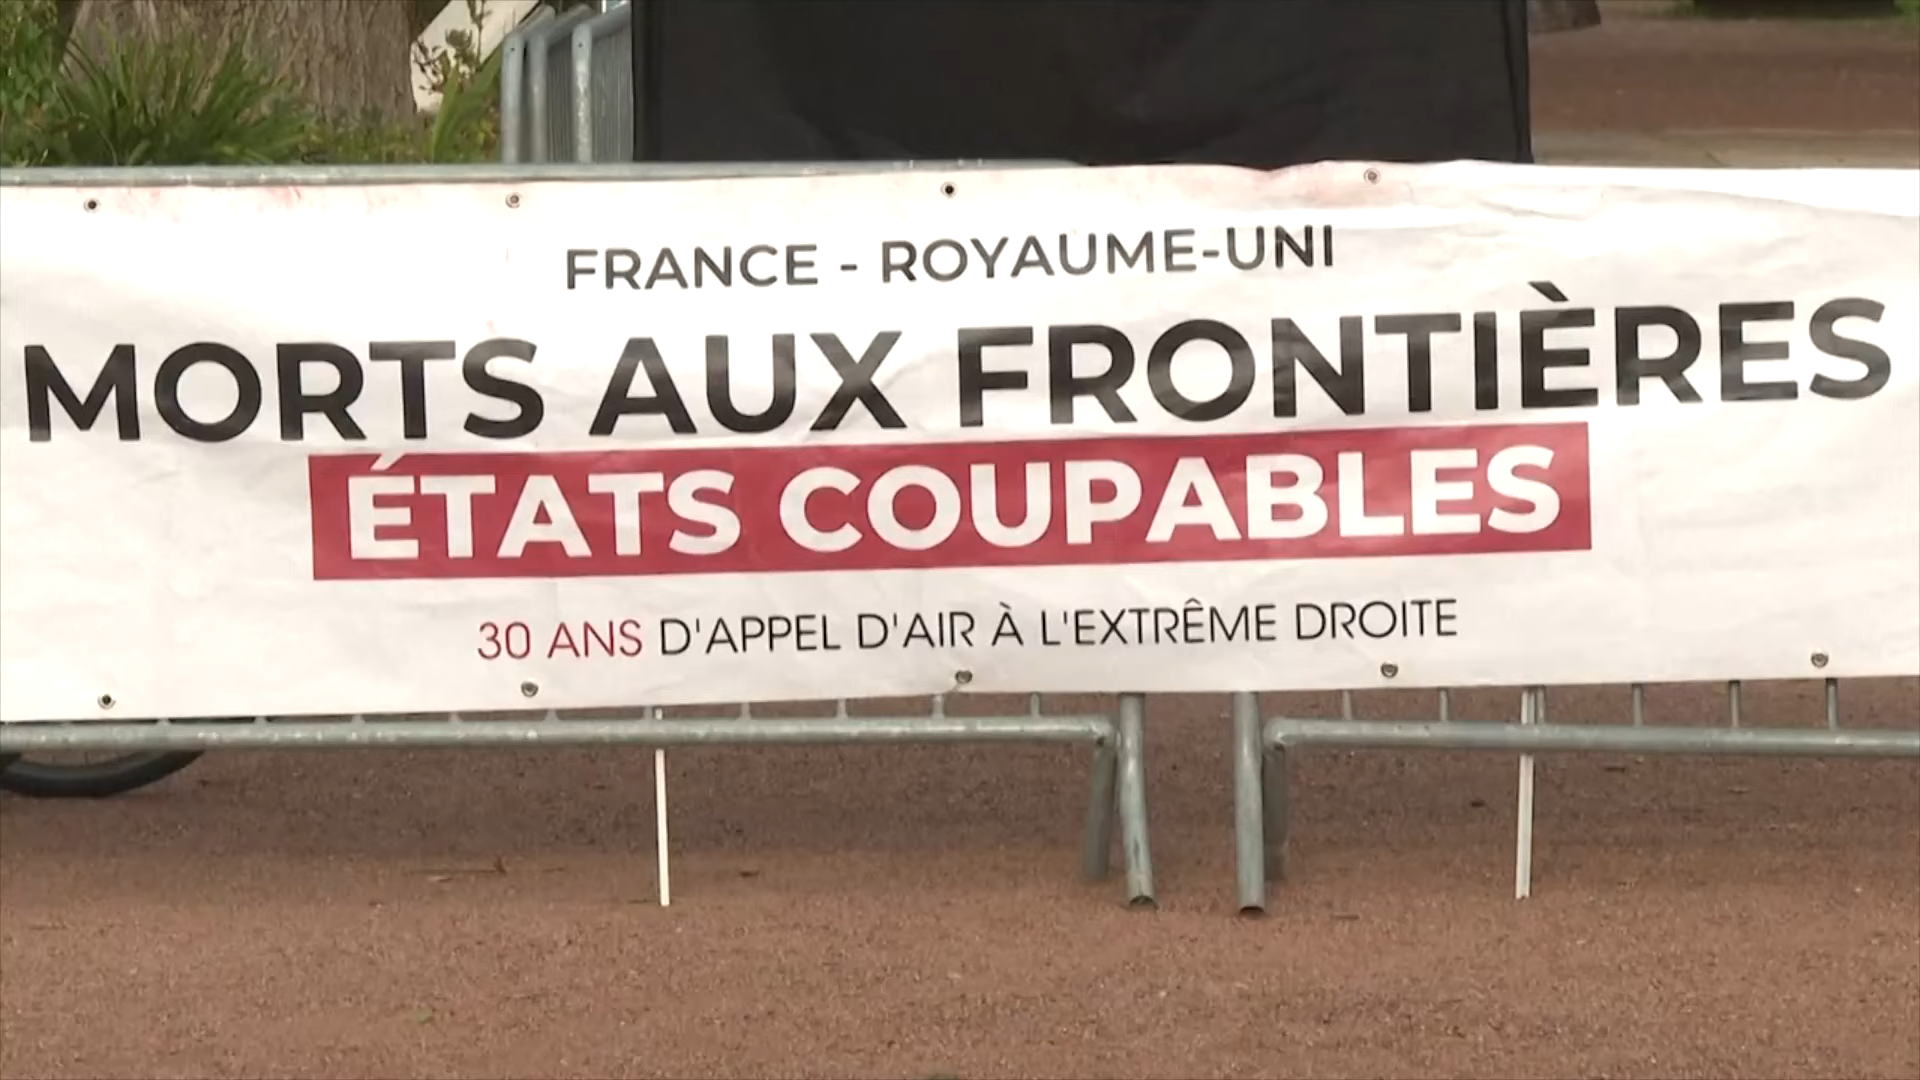 FRANCE - ROYAUME-UNI
MORTS AUX FRONTIÈRES
ÉTATS COUPABLES
30 ANS D'APPEL D'AIR À L'EXTRÊME DROITE